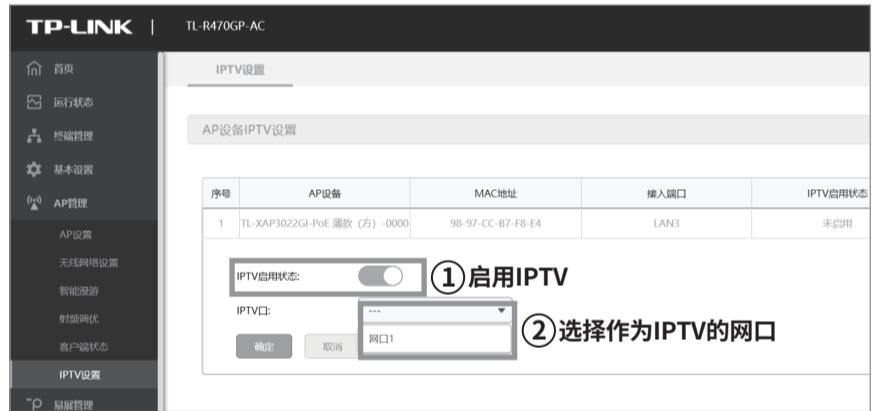 TP-LINK | TL-R470GP-AC
首页
运行状态
终端管理
基本设置
AP管理
AP设置
无线网络设置
智能漫游
射频调优
客户端状态
IPTV设置
易展管理
IPTV设置
AP设备IPTV设置
序号 AP设备 MAC地址 接入端口 IPTV启用状态
1 TL-XAP3022GI-PoE 薄款（方）-0000 98-97-CC-B7-F8-E4 LAN3 未启用
IPTV启用状态:
①启用IPTV
IPTV口: ---
网口1
②选择作为IPTV的网口
确定 取消